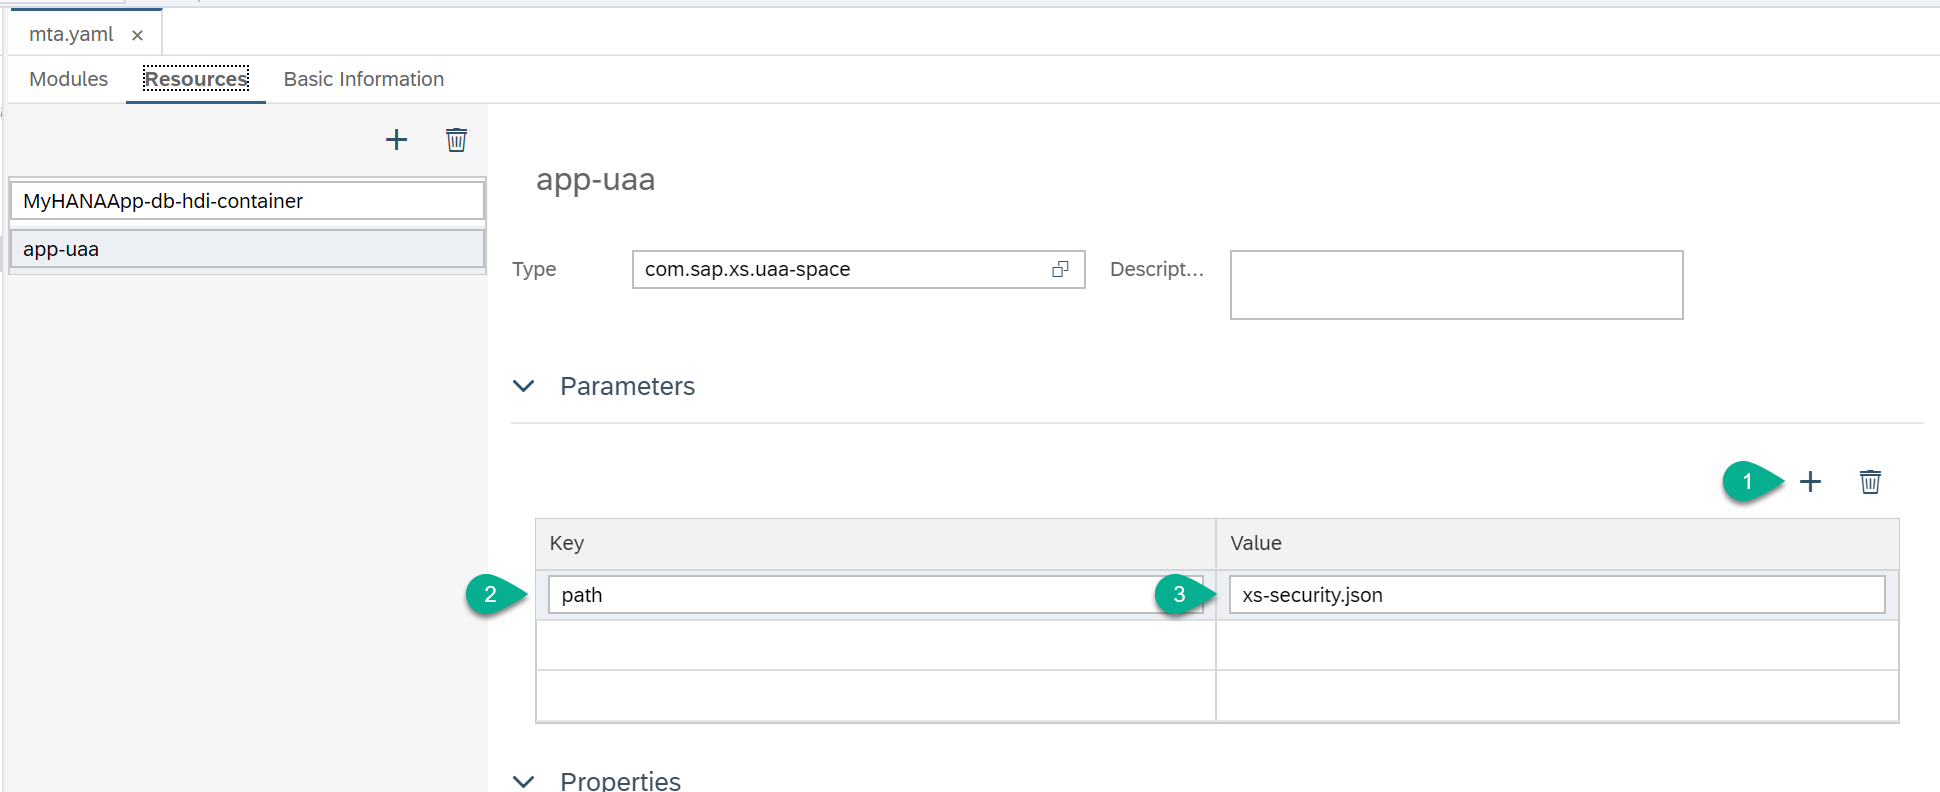 mta.yaml ×
Modules Resources Basic Information
MyHANAApp-db-hdi-container
app-uaa
app-uaa
Type com.sap.xs.uaa-space Descript...
Parameters
1
Key Value
2 path 3 xs-security.json
Properties